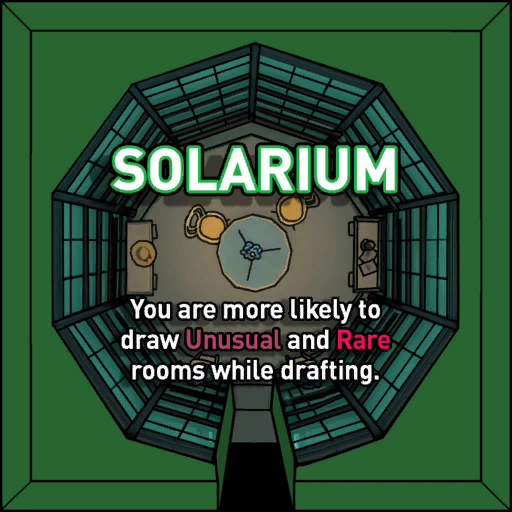 SOLARIUM
You are more likely to
draw Unusual and Rare
rooms while drafting.